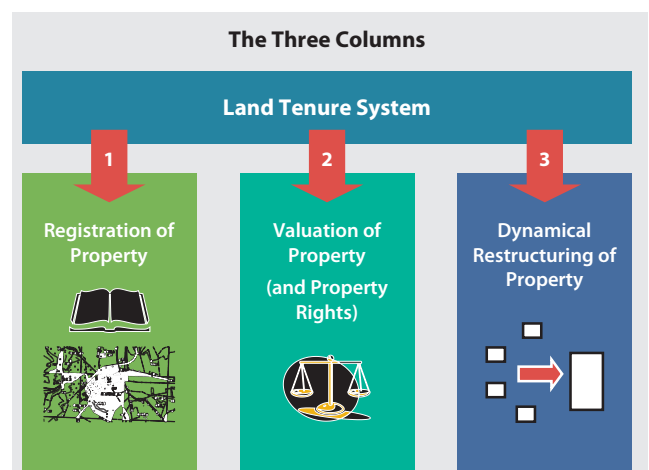 The Three Columns
Land Tenure System
1
2
3
Registration of
Property
Valuation of
Property
(and Property
Rights)
Dynamical
Restructuring of
Property